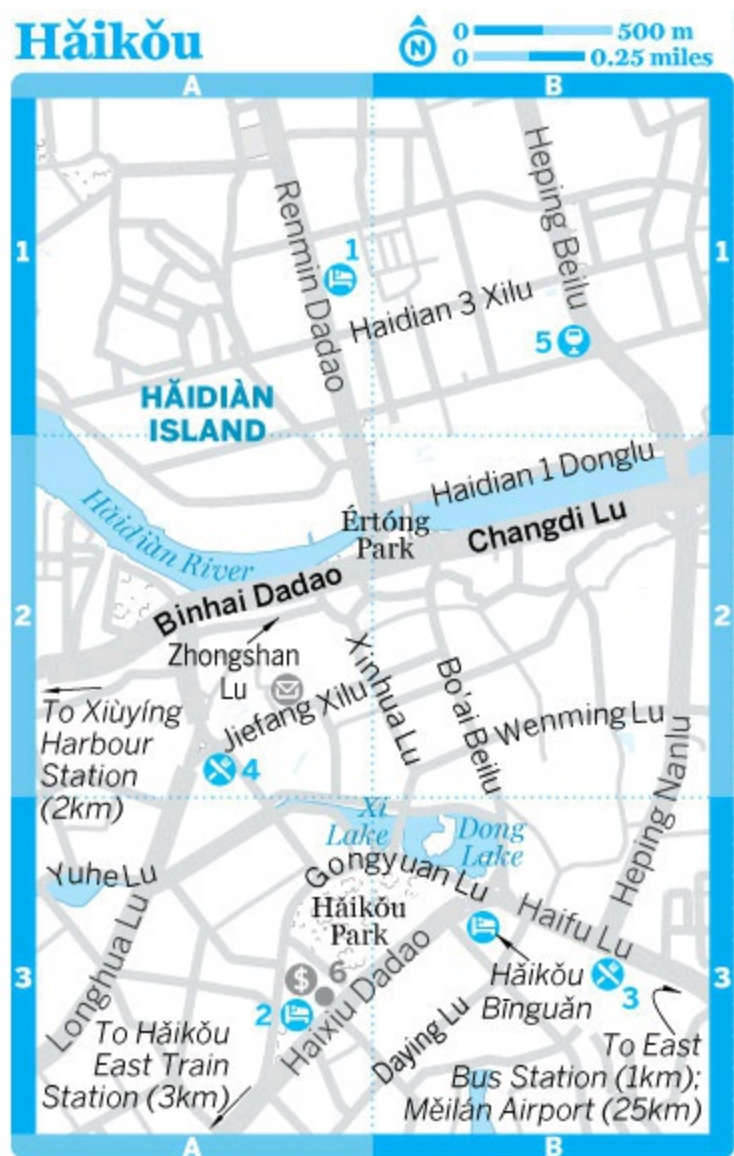 Hǎikǒu
N
0 500 m
0 0.25 miles
A B
1 1
Heping Beilu
Renmin Dadao
1
Haidian 3 Xilu
5
HǍIDIÀN
ISLAND
Haidian 1 Donglu
Hǎidiàn River
Értóng
Park
Changdi Lu
Binhai Dadao
2 2
Zhongshan
Lu
Xinhua Lu
Bo'ai Beilu
Jiefang Xilu
Wenming Lu
To Xiùyíng
Harbour
Station
(2km)
4
Heping Nanlu
Xi
Lake
Dong
Lake
Yuhe Lu
Gongyuan Lu
Longhua Lu
Hǎikǒu
Park
Haifu Lu
3 3
$ 6
Hǎikǒu
Bīnguǎn
3
2
Haixiu Dadao
Daying Lu
To Hǎikǒu
East Train
Station (3km)
To East
Bus Station (1km);
Měilán Airport (25km)
A B